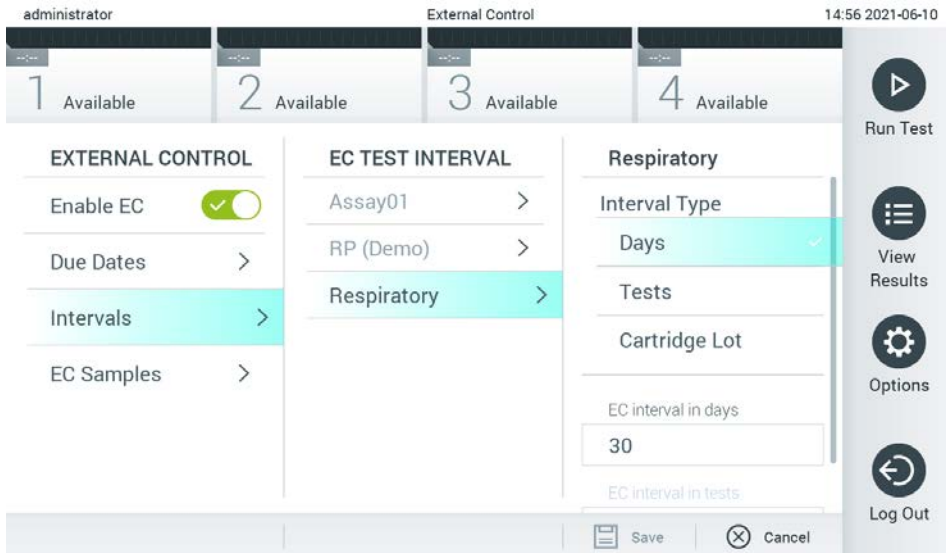 administrator External Control 14:56 2021-06-10
--:-- --:-- --:-- --:--
1 Available 2 Available 3 Available 4 Available
Run Test
View
Results
Options
Log Out
EXTERNAL CONTROL
Enable EC
Due Dates
Intervals
EC Samples
EC TEST INTERVAL
Assay01
RP (Demo)
Respiratory
Respiratory
Interval Type
Days
Tests
Cartridge Lot
EC interval in days
30
EC interval in tests
Save Cancel